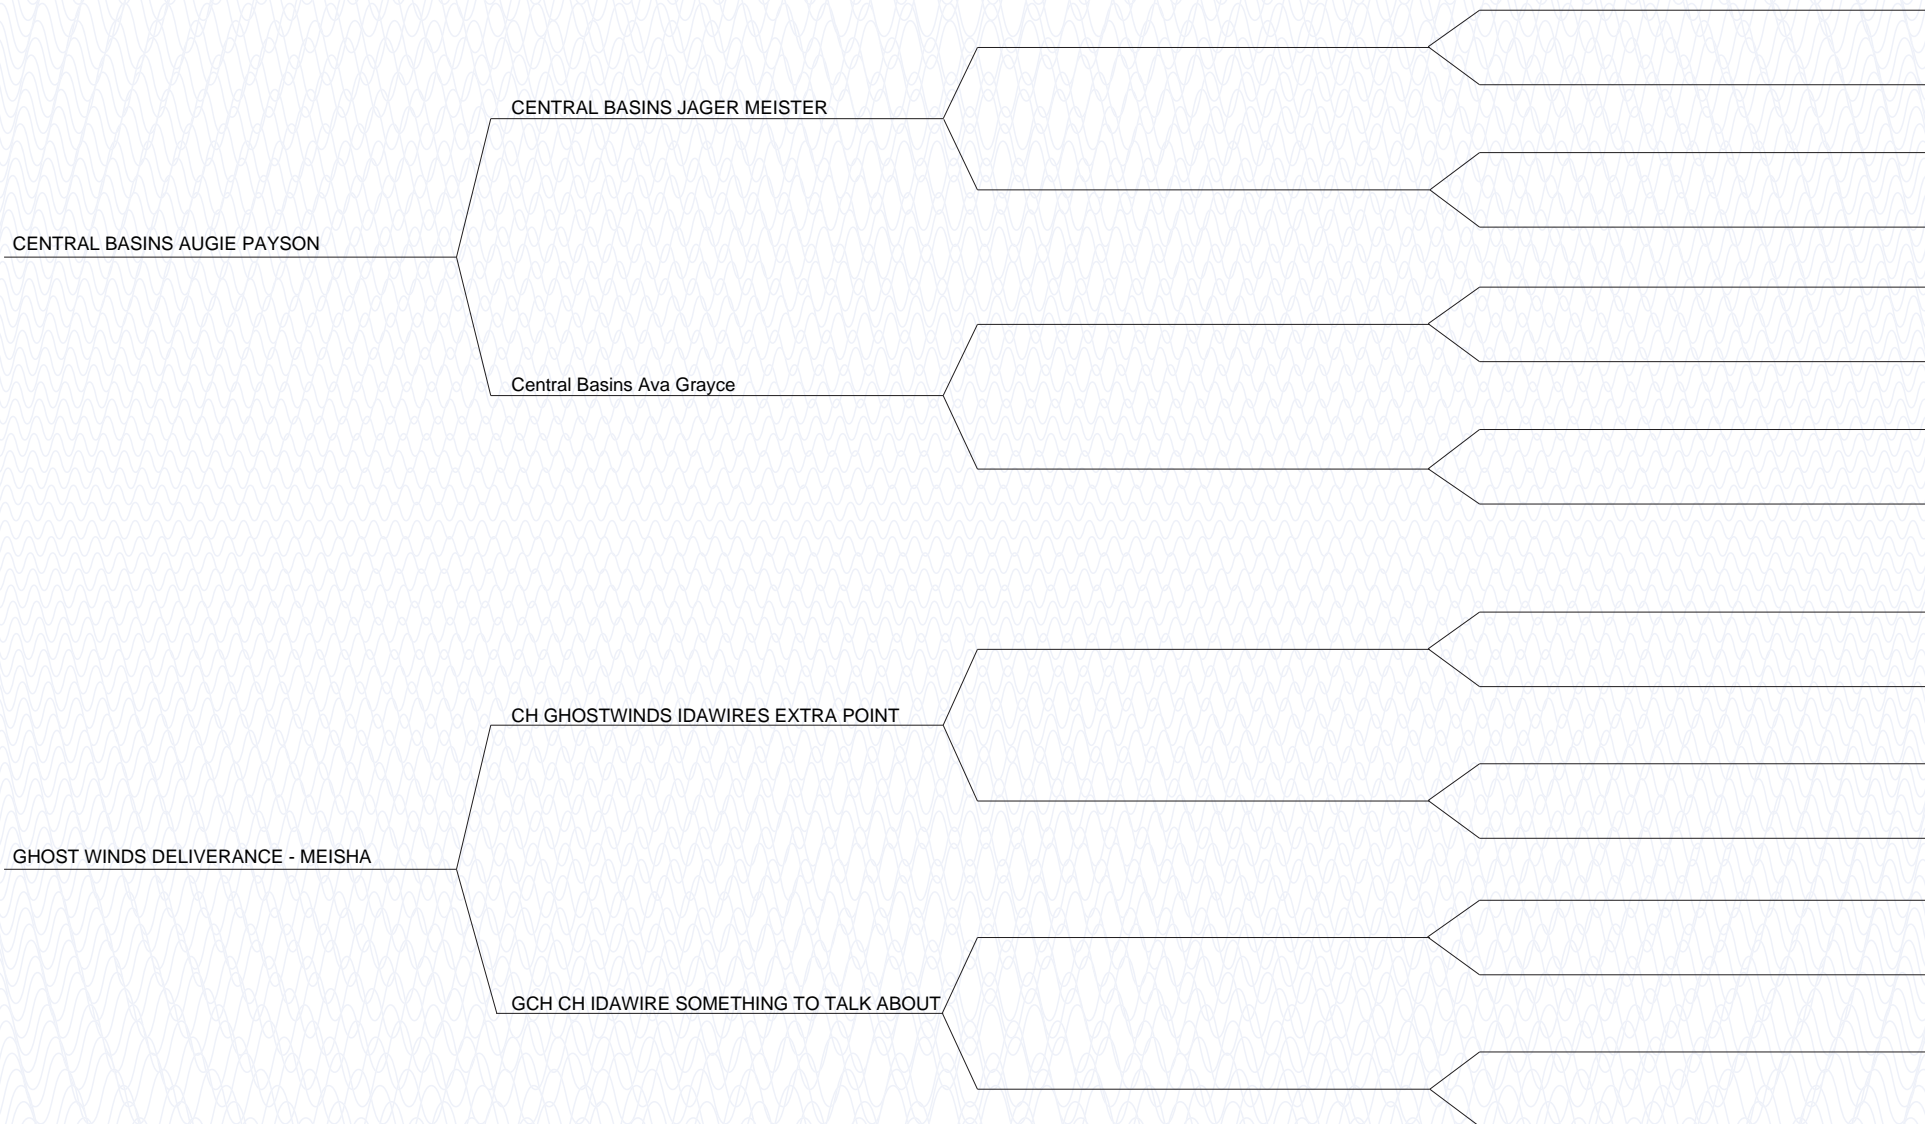 CENTRAL BASINS JAGER MEISTER
CENTRAL BASINS AUGIE PAYSON
Central Basins Ava Grayce
CH GHOSTWINDS IDAWIRES EXTRA POINT
GHOST WINDS DELIVERANCE - MEISHA
GCH CH IDAWIRE SOMETHING TO TALK ABOUT